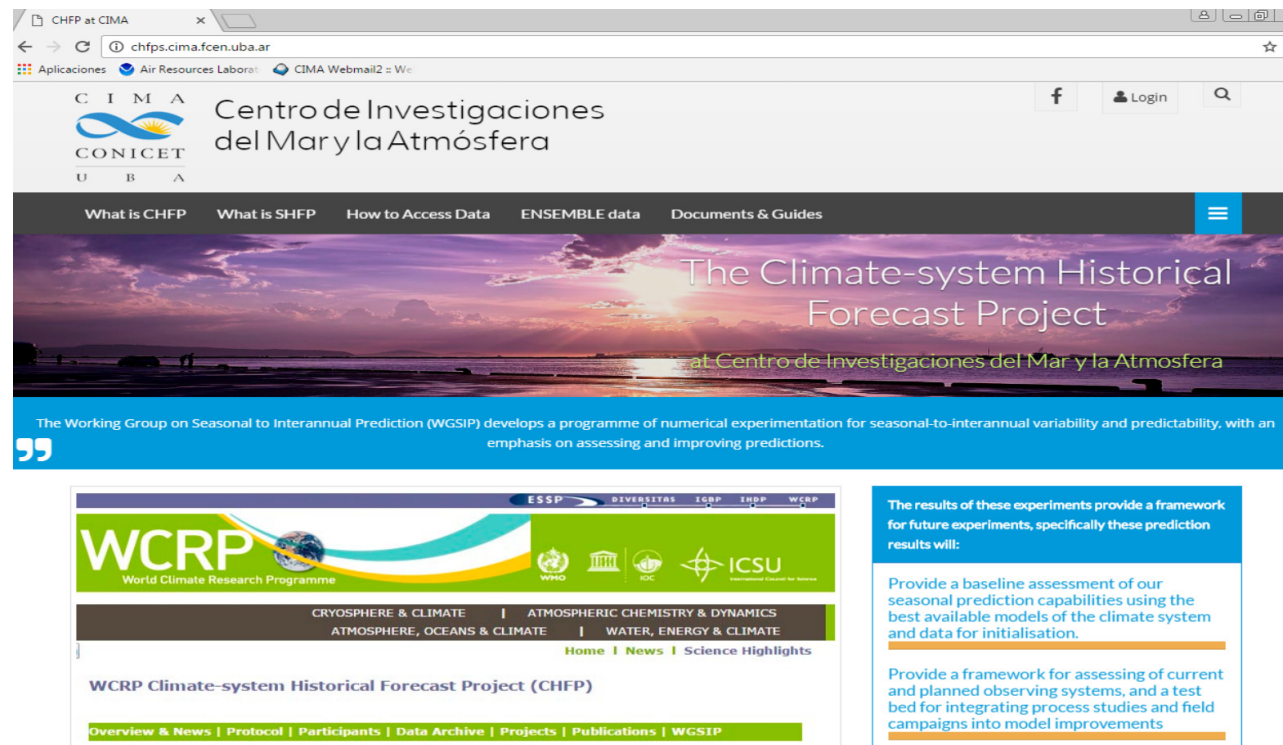 CHFP at CIMA
chfps.cima.fcen.uba.ar
Aplicaciones Air Resources Laborat CIMA Webmail2 :: We
C I M A
CONICET
U B A
Centro de Investigaciones
del Mar y la Atmósfera
f Login
What is CHFP What is SHFP How to Access Data ENSEMBLE data Documents & Guides
The Climate-system Historical
Forecast Project
at Centro de Investigaciones del Mar y la Atmosfera
The Working Group on Seasonal to Interannual Prediction (WGSIP) develops a programme of numerical experimentation for seasonal-to-interannual variability and predictability, with an
emphasis on assessing and improving predictions.
ESSP DIVERSITAS IGBP IHDP WCRP
WCRP
World Climate Research Programme
WMO IOC ICSU
International Council for Science
CRYOSPHERE & CLIMATE | ATMOSPHERIC CHEMISTRY & DYNAMICS
ATMOSPHERE, OCEANS & CLIMATE | WATER, ENERGY & CLIMATE
Home | News | Science Highlights
WCRP Climate-system Historical Forecast Project (CHFP)
Overview & News | Protocol | Participants | Data Archive | Projects | Publications | WGSIP
The results of these experiments provide a framework
for future experiments, specifically these prediction
results will:
Provide a baseline assessment of our
seasonal prediction capabilities using the
best available models of the climate system
and data for initialisation.
Provide a framework for assessing of current
and planned observing systems, and a test
bed for integrating process studies and field
campaigns into model improvements